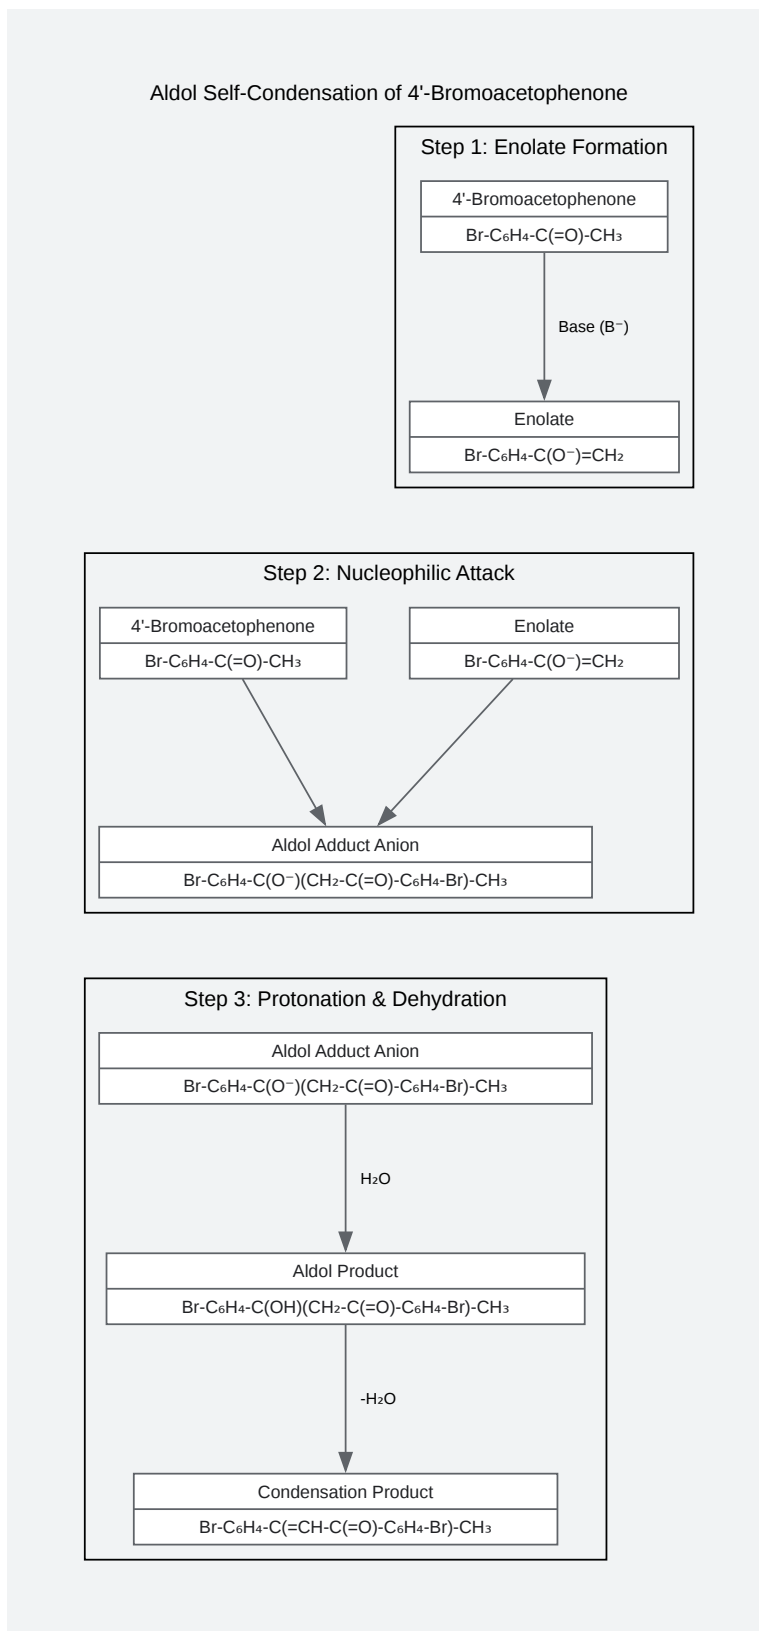 Aldol Self-Condensation of 4'-Bromoacetophenone
Step 1: Enolate Formation
4'-Bromoacetophenone
Br-C₆H₄-C(=O)-CH₃
Base (B⁻)
Enolate
Br-C₆H₄-C(O⁻)=CH₂
Step 2: Nucleophilic Attack
4'-Bromoacetophenone
Br-C₆H₄-C(=O)-CH₃
Enolate
Br-C₆H₄-C(O⁻)=CH₂
Aldol Adduct Anion
Br-C₆H₄-C(O⁻)(CH₂-C(=O)-C₆H₄-Br)-CH₃
Step 3: Protonation & Dehydration
Aldol Adduct Anion
Br-C₆H₄-C(O⁻)(CH₂-C(=O)-C₆H₄-Br)-CH₃
H₂O
Aldol Product
Br-C₆H₄-C(OH)(CH₂-C(=O)-C₆H₄-Br)-CH₃
-H₂O
Condensation Product
Br-C₆H₄-C(=CH-C(=O)-C₆H₄-Br)-CH₃